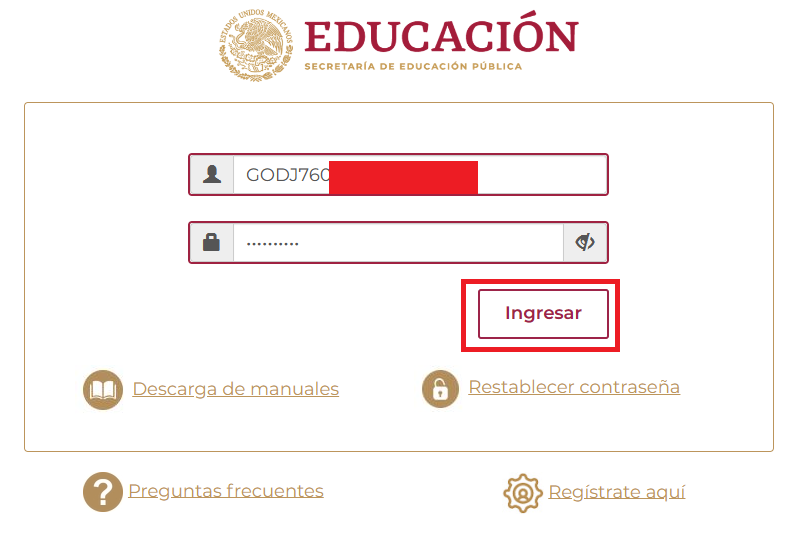 ESTADOS UNIDOS MEXICANOS
EDUCACIÓN
SECRETARÍA DE EDUCACIÓN PÚBLICA
GODJ760
··········
Ingresar
Descarga de manuales
Restablecer contraseña
Preguntas frecuentes
Regístrate aquí